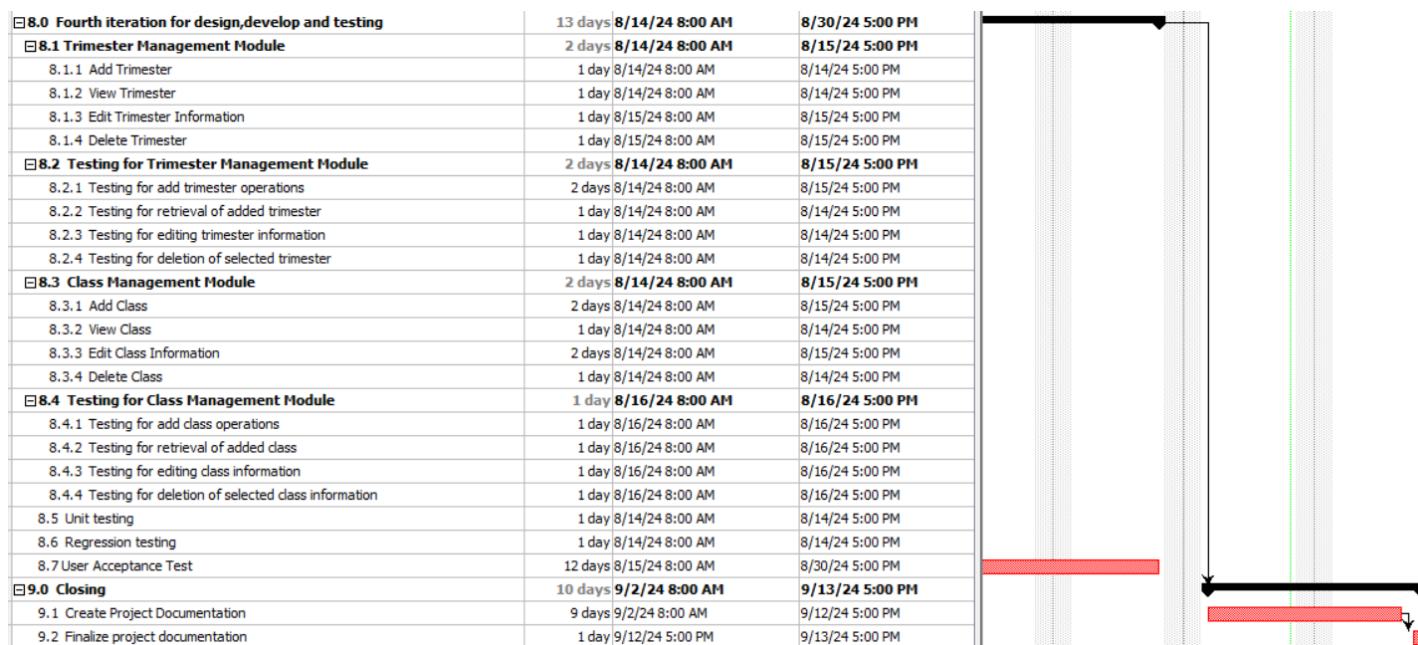 8.0 Fourth iteration for design,develop and testing 13 days 8/14/24 8:00 AM 8/30/24 5:00 PM
8.1 Trimester Management Module 2 days 8/14/24 8:00 AM 8/15/24 5:00 PM
8.1.1 Add Trimester 1 day 8/14/24 8:00 AM 8/14/24 5:00 PM
8.1.2 View Trimester 1 day 8/14/24 8:00 AM 8/14/24 5:00 PM
8.1.3 Edit Trimester Information 1 day 8/15/24 8:00 AM 8/15/24 5:00 PM
8.1.4 Delete Trimester 1 day 8/15/24 8:00 AM 8/15/24 5:00 PM
8.2 Testing for Trimester Management Module 2 days 8/14/24 8:00 AM 8/15/24 5:00 PM
8.2.1 Testing for add trimester operations 2 days 8/14/24 8:00 AM 8/15/24 5:00 PM
8.2.2 Testing for retrieval of added trimester 1 day 8/14/24 8:00 AM 8/14/24 5:00 PM
8.2.3 Testing for editing trimester information 1 day 8/14/24 8:00 AM 8/14/24 5:00 PM
8.2.4 Testing for deletion of selected trimester 1 day 8/14/24 8:00 AM 8/14/24 5:00 PM
8.3 Class Management Module 2 days 8/14/24 8:00 AM 8/15/24 5:00 PM
8.3.1 Add Class 2 days 8/14/24 8:00 AM 8/15/24 5:00 PM
8.3.2 View Class 1 day 8/14/24 8:00 AM 8/14/24 5:00 PM
8.3.3 Edit Class Information 2 days 8/14/24 8:00 AM 8/15/24 5:00 PM
8.3.4 Delete Class 1 day 8/14/24 8:00 AM 8/14/24 5:00 PM
8.4 Testing for Class Management Module 1 day 8/16/24 8:00 AM 8/16/24 5:00 PM
8.4.1 Testing for add class operations 1 day 8/16/24 8:00 AM 8/16/24 5:00 PM
8.4.2 Testing for retrieval of added class 1 day 8/16/24 8:00 AM 8/16/24 5:00 PM
8.4.3 Testing for editing class information 1 day 8/16/24 8:00 AM 8/16/24 5:00 PM
8.4.4 Testing for deletion of selected class information 1 day 8/16/24 8:00 AM 8/16/24 5:00 PM
8.5 Unit testing 1 day 8/14/24 8:00 AM 8/14/24 5:00 PM
8.6 Regression testing 1 day 8/14/24 8:00 AM 8/14/24 5:00 PM
8.7 User Acceptance Test 12 days 8/15/24 8:00 AM 8/30/24 5:00 PM
9.0 Closing 10 days 9/2/24 8:00 AM 9/13/24 5:00 PM
9.1 Create Project Documentation 9 days 9/2/24 8:00 AM 9/12/24 5:00 PM
9.2 Finalize project documentation 1 day 9/12/24 5:00 PM 9/13/24 5:00 PM